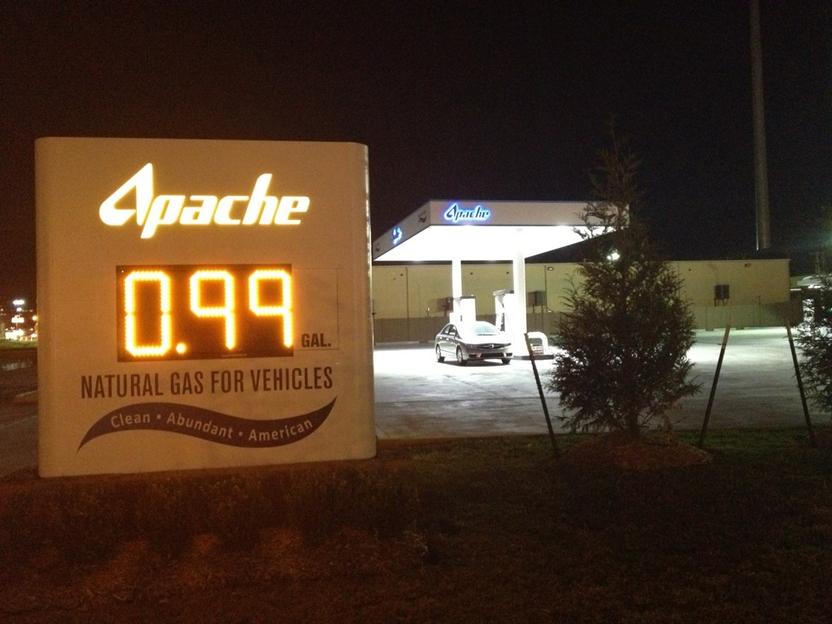 Apache
0.99 GAL.
NATURAL GAS FOR VEHICLES
Clean • Abundant • American
Apache